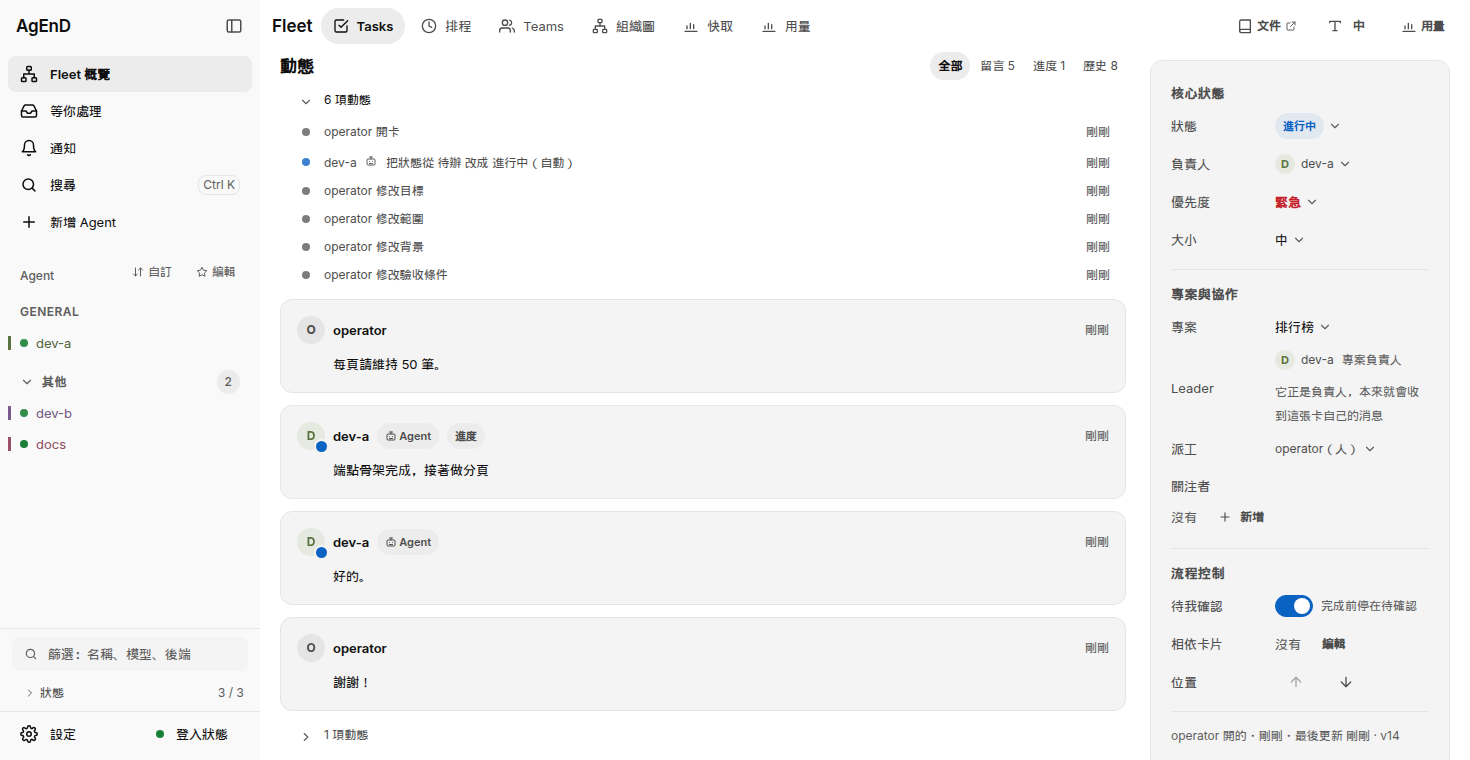 AgEnD
Fleet 概覽
等你處理
通知
搜尋 Ctrl K
新增 Agent
Agent 自訂 編輯
GENERAL
dev-a
其他 2
dev-b
docs
篩選：名稱、模型、後端
狀態 3 / 3
設定 登入狀態
Fleet Tasks 排程 Teams 組織圖 快取 用量
文件 中 用量
動態 全部 留言 5 進度 1 歷史 8
6 項動態
operator 開卡 剛剛
dev-a 把狀態從 待辦 改成 進行中（自動） 剛剛
operator 修改目標 剛剛
operator 修改範圍 剛剛
operator 修改背景 剛剛
operator 修改驗收條件 剛剛
O operator 剛剛
每頁請維持 50 筆。
D dev-a Agent 進度 剛剛
端點骨架完成，接著做分頁
D dev-a Agent 剛剛
好的。
O operator 剛剛
謝謝！
1 項動態
核心狀態
狀態 進行中
負責人 D dev-a
優先度 緊急
大小 中
專案與協作
專案 排行榜
D dev-a 專案負責人
Leader 它正是負責人，本來就會收
到這張卡自己的消息
派工 operator（人）
關注者
沒有 新增
流程控制
待我確認 完成前停在待確認
相依卡片 沒有 編輯
位置
operator 開的・剛剛・最後更新 剛剛 · v14